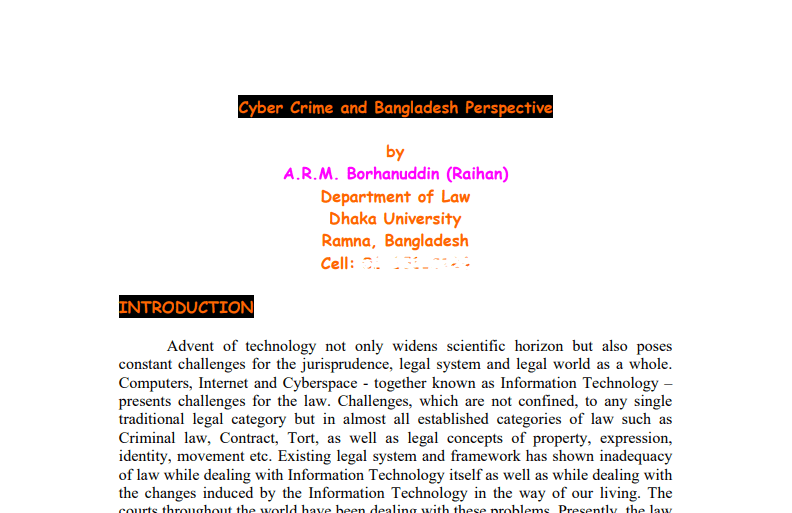 Cyber Crime and Bangladesh Perspective
by
A.R.M. Borhanuddin (Raihan)
Department of Law
Dhaka University
Ramna, Bangladesh
Cell:
INTRODUCTION
Advent of technology not only widens scientific horizon but also poses
constant challenges for the jurisprudence, legal system and legal world as a whole.
Computers, Internet and Cyberspace - together known as Information Technology –
presents challenges for the law. Challenges, which are not confined, to any single
traditional legal category but in almost all established categories of law such as
Criminal law, Contract, Tort, as well as legal concepts of property, expression,
identity, movement etc. Existing legal system and framework has shown inadequacy
of law while dealing with Information Technology itself as well as while dealing with
the changes induced by the Information Technology in the way of our living. The
courts throughout the world have been dealing with these problems. Presently, the law